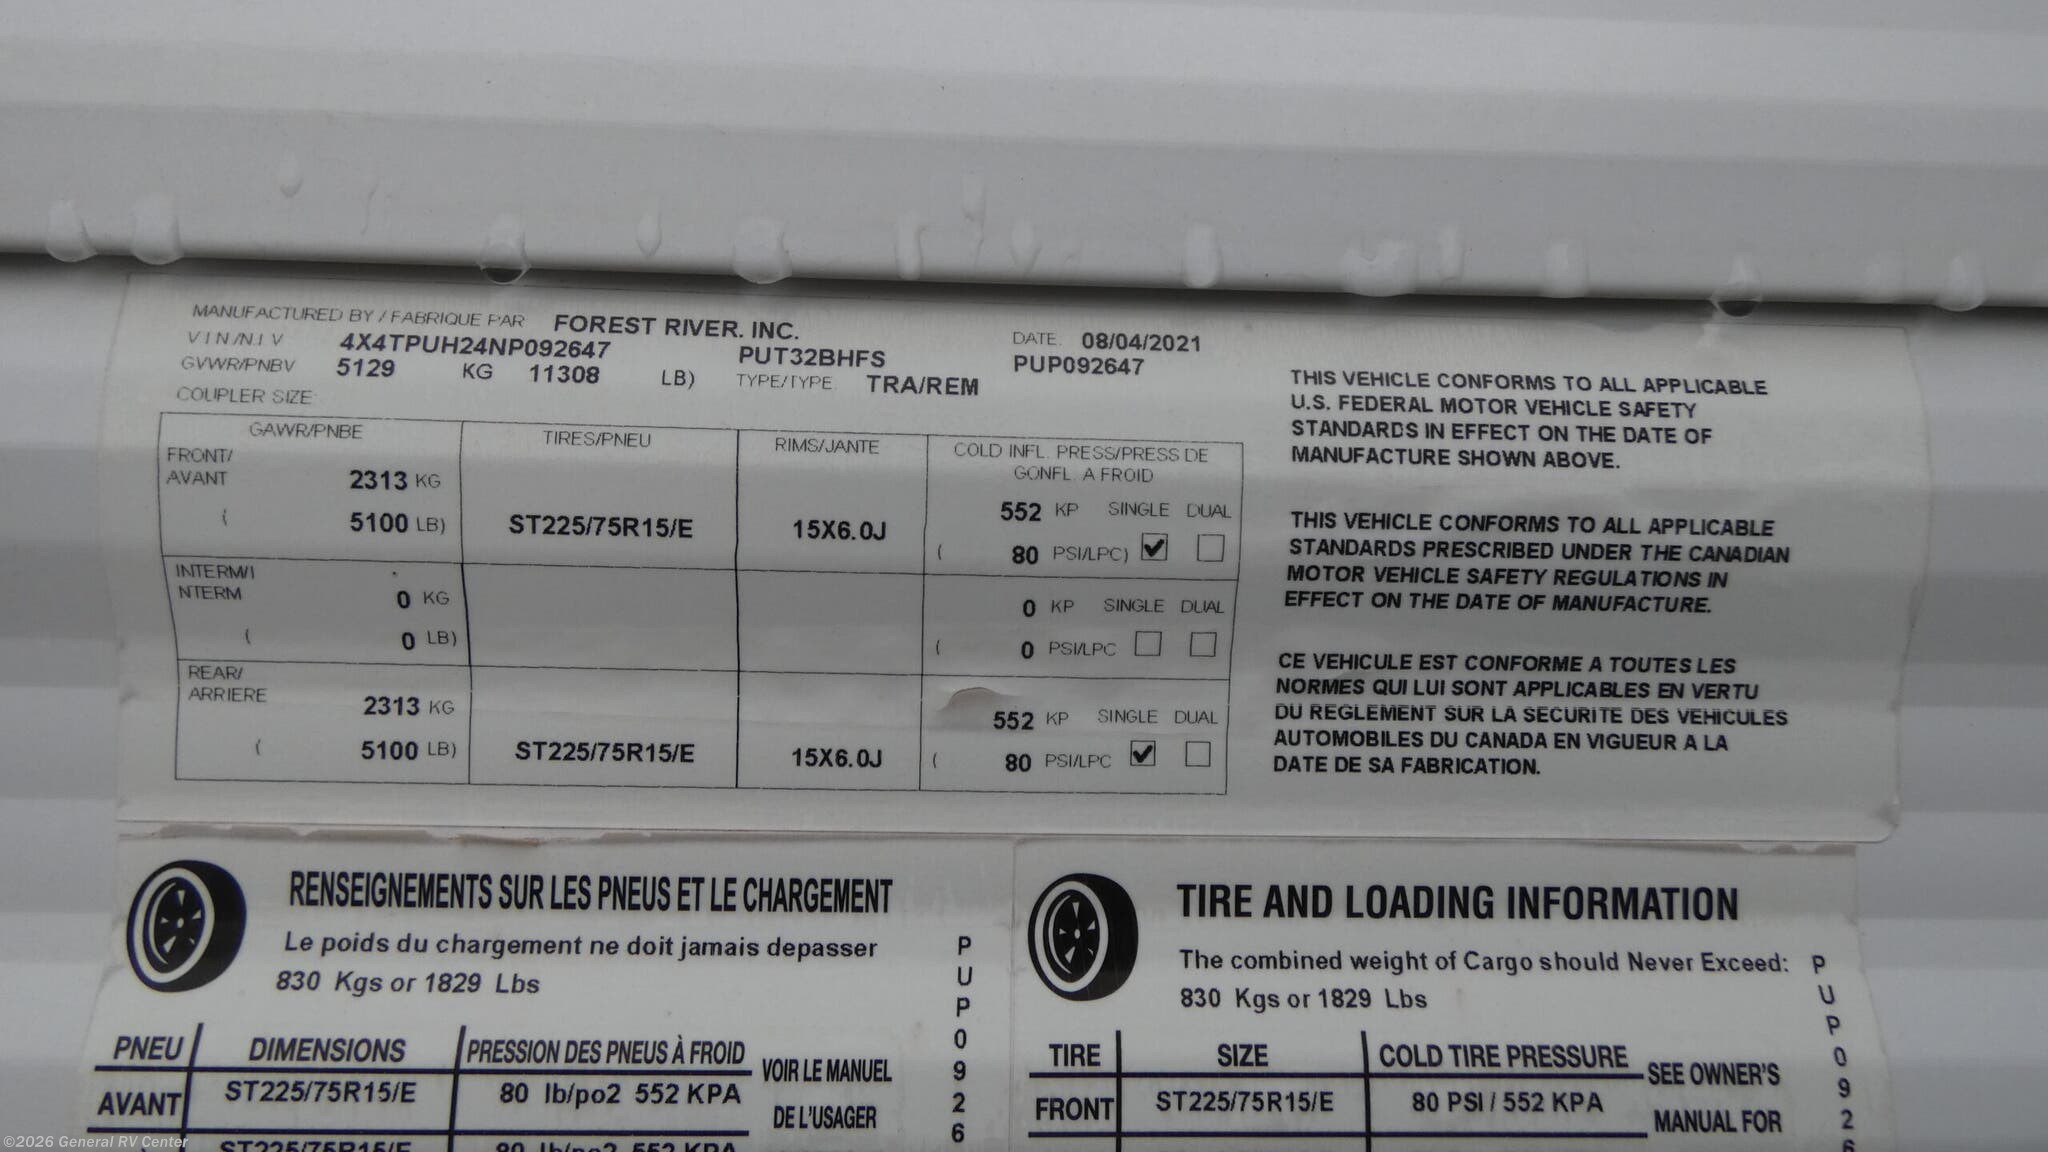 MANUFACTURED BY / FABRIQUE PAR FOREST RIVER. INC. DATE: 08/04/2021
VIN/N.I.V 4X4TPUH24NP092647 PUT32BHFS PUP092647
GVWR/PNBV 5129 KG 11308 LB) TYPE/TYPE: TRA/REM
COUPLER SIZE:
GAWR/PNBE TIRES/PNEU RIMS/JANTE COLD INFL. PRESS/PRESS DE
GONFL. A FROID
FRONT/
AVANT 2313 KG 552 KP SINGLE DUAL
( 5100 LB) ST225/75R15/E 15X6.0J ( 80 PSI/LPC)
INTERM/I
NTERM 0 KG 0 KP SINGLE DUAL
( 0 LB) ( 0 PSI/LPC
REAR/
ARRIERE 2313 KG 552 KP SINGLE DUAL
( 5100 LB) ST225/75R15/E 15X6.0J ( 80 PSI/LPC
THIS VEHICLE CONFORMS TO ALL APPLICABLE
U.S. FEDERAL MOTOR VEHICLE SAFETY
STANDARDS IN EFFECT ON THE DATE OF
MANUFACTURE SHOWN ABOVE.
THIS VEHICLE CONFORMS TO ALL APPLICABLE
STANDARDS PRESCRIBED UNDER THE CANADIAN
MOTOR VEHICLE SAFETY REGULATIONS IN
EFFECT ON THE DATE OF MANUFACTURE.
CE VEHICULE EST CONFORME A TOUTES LES
NORMES QUI LUI SONT APPLICABLES EN VERTU
DU REGLEMENT SUR LA SECURITE DES VEHICULES
AUTOMOBILES DU CANADA EN VIGUEUR A LA
DATE DE SA FABRICATION.
RENSEIGNEMENTS SUR LES PNEUS ET LE CHARGEMENT
Le poids du chargement ne doit jamais depasser
830 Kgs or 1829 Lbs
PNEU DIMENSIONS PRESSION DES PNEUS À FROID VOIR LE MANUEL
AVANT ST225/75R15/E 80 lb/po2 552 KPA DE L'USAGER
ST225/75R15/E 80 lb/po2 552 KPA
PUP0926
TIRE AND LOADING INFORMATION
The combined weight of Cargo should Never Exceed:
830 Kgs or 1829 Lbs
TIRE SIZE COLD TIRE PRESSURE SEE OWNER'S
FRONT ST225/75R15/E 80 PSI / 552 KPA MANUAL FOR
PUP0926
©2026 General RV Center